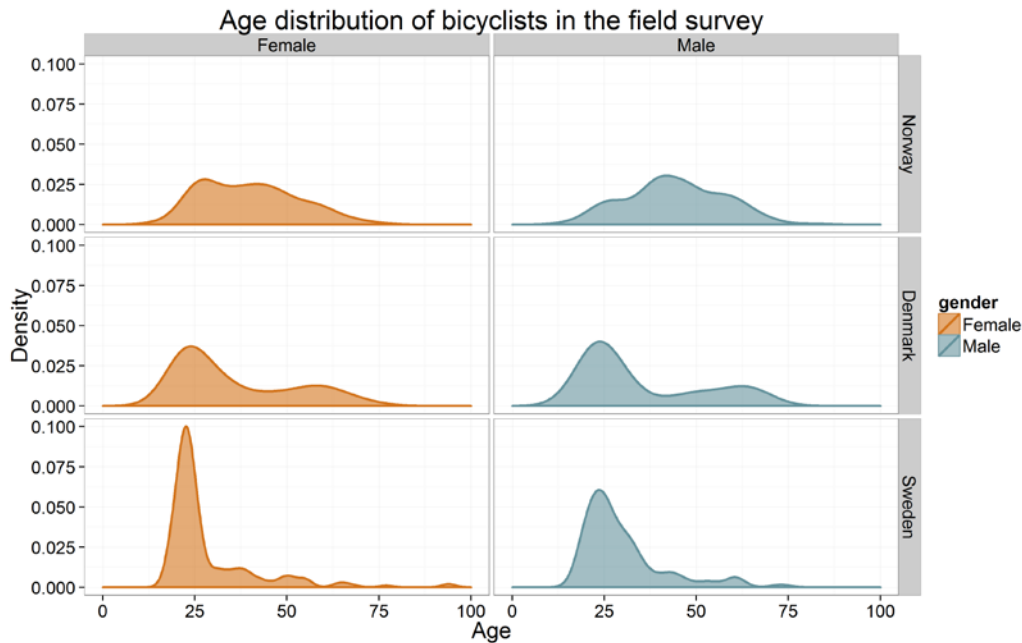 Age distribution of bicyclists in the field survey
Female
Male
0.100
0.075
0.050
0.025
0.000
Norway
0.100
0.075
0.050
0.025
0.000
Denmark
0.100
0.075
0.050
0.025
0.000
Sweden
Density
0 25 50 75 100
0 25 50 75 100
Age
gender
Female
Male